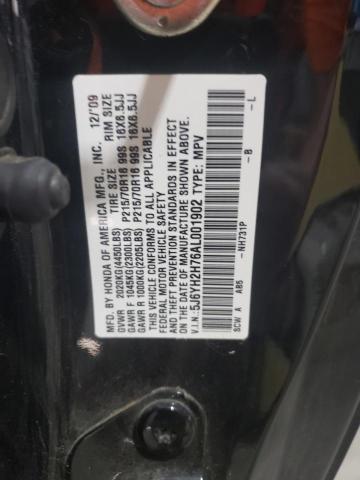 MFD. BY HONDA OF AMERICA MFG., INC. 12/'09
TIRE SIZE RIM SIZE
GVWR 2020KG(4450LBS)
GAWR F 1045KG(2300LBS) P215/70R16 99S 16X6.5JJ
GAWR R 1000KG(2205LBS) P215/70R16 99S 16X6.5JJ
THIS VEHICLE CONFORMS TO ALL APPLICABLE
FEDERAL MOTOR VEHICLE SAFETY
AND THEFT PREVENTION STANDARDS IN EFFECT
ON THE DATE OF MANUFACTURE SHOWN ABOVE.
V.I.N:5J6YH2H76AL001902 TYPE: MPV
-NH731P -B -L
SCW A AB5